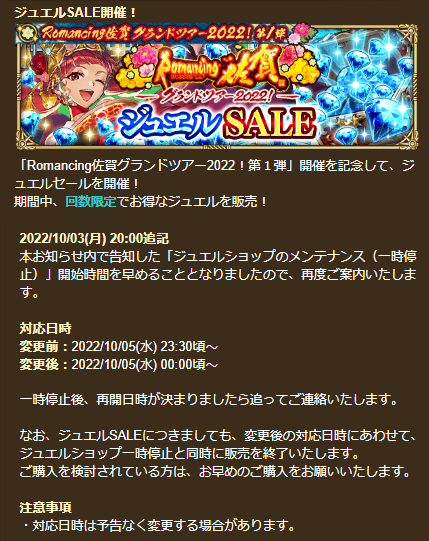 ジュエルSALE開催！
Romancing佐賀 グランドツアー2022！第1弾
Romancing佐賀
グランドツアー2022！
ジュエルSALE
「Romancing佐賀グランドツアー2022！第１弾」開催を記念して、ジ
ュエルセールを開催！
期間中、回数限定でお得なジュエルを販売！
2022/10/03(月) 20:00追記
本お知らせ内で告知した「ジュエルショップのメンテナンス（一時停
止）」開始時間を早めることとなりましたので、再度ご案内いたしま
す。
対応日時
変更前：2022/10/05(水) 23:30頃～
変更後：2022/10/05(水) 00:00頃～
一時停止後、再開日時が決まりましたら追ってご連絡いたします。
なお、ジュエルSALEにつきましても、変更後の対応日時にあわせて、
ジュエルショップ一時停止と同時に販売を終了いたします。
ご購入を検討されている方は、お早めのご購入をお願いいたします。
注意事項
・対応日時は予告なく変更する場合があります。